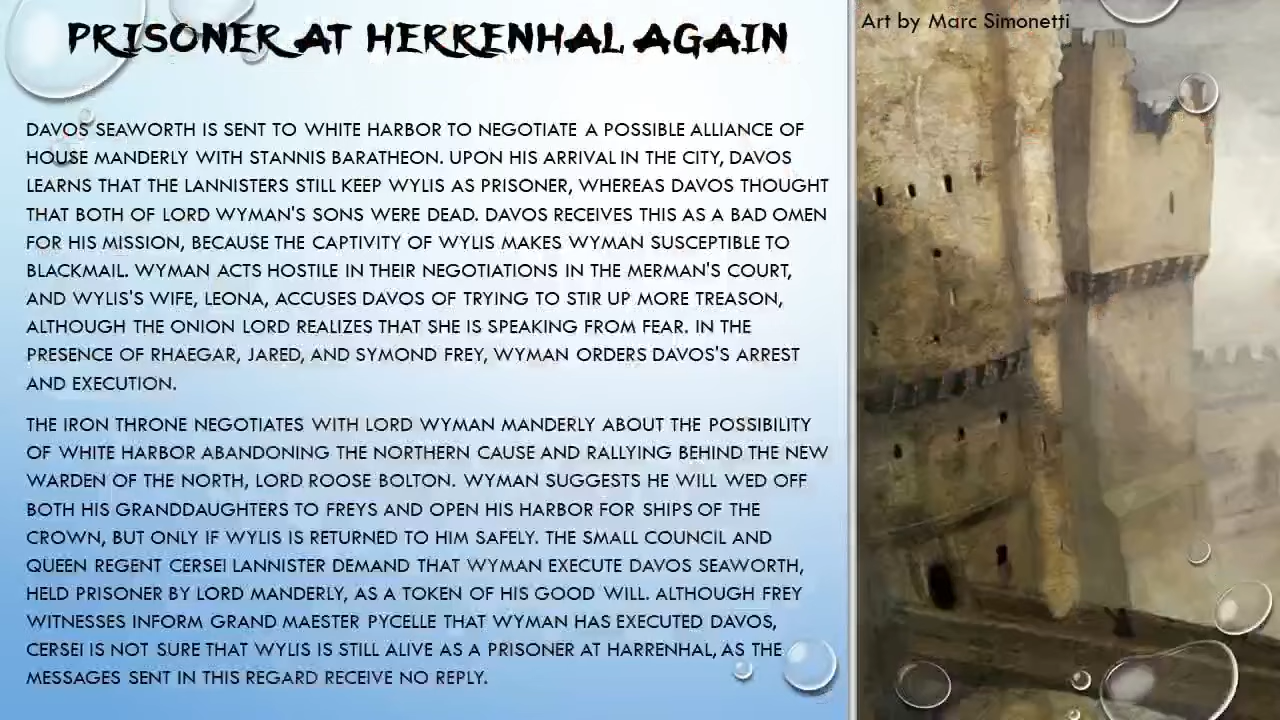 PRISONER AT HERRENHAL AGAIN
Art by Marc Simonetti
DAVOS SEAWORTH IS SENT TO WHITE HARBOR TO NEGOTIATE A POSSIBLE ALLIANCE OF
HOUSE MANDERLY WITH STANNIS BARATHEON. UPON HIS ARRIVAL IN THE CITY, DAVOS
LEARNS THAT THE LANNISTERS STILL KEEP WYLIS AS PRISONER, WHEREAS DAVOS THOUGHT
THAT BOTH OF LORD WYMAN'S SONS WERE DEAD. DAVOS RECEIVES THIS AS A BAD OMEN
FOR HIS MISSION, BECAUSE THE CAPTIVITY OF WYLIS MAKES WYMAN SUSCEPTIBLE TO
BLACKMAIL. WYMAN ACTS HOSTILE IN THEIR NEGOTIATIONS IN THE MERMAN'S COURT,
AND WYLIS'S WIFE, LEONA, ACCUSES DAVOS OF TRYING TO STIR UP MORE TREASON,
ALTHOUGH THE ONION LORD REALIZES THAT SHE IS SPEAKING FROM FEAR. IN THE
PRESENCE OF RHAEGAR, JARED, AND SYMOND FREY, WYMAN ORDERS DAVOS'S ARREST
AND EXECUTION.
THE IRON THRONE NEGOTIATES WITH LORD WYMAN MANDERLY ABOUT THE POSSIBILITY
OF WHITE HARBOR ABANDONING THE NORTHERN CAUSE AND RALLYING BEHIND THE NEW
WARDEN OF THE NORTH, LORD ROOSE BOLTON. WYMAN SUGGESTS HE WILL WED OFF
BOTH HIS GRANDDAUGHTERS TO FREYS AND OPEN HIS HARBOR FOR SHIPS OF THE
CROWN, BUT ONLY IF WYLIS IS RETURNED TO HIM SAFELY. THE SMALL COUNCIL AND
QUEEN REGENT CERSEI LANNISTER DEMAND THAT WYMAN EXECUTE DAVOS SEAWORTH,
HELD PRISONER BY LORD MANDERLY, AS A TOKEN OF HIS GOOD WILL. ALTHOUGH FREY
WITNESSES INFORM GRAND MAESTER PYCELLE THAT WYMAN HAS EXECUTED DAVOS,
CERSEI IS NOT SURE THAT WYLIS IS STILL ALIVE AS A PRISONER AT HARRENHAL, AS THE
MESSAGES SENT IN THIS REGARD RECEIVE NO REPLY.